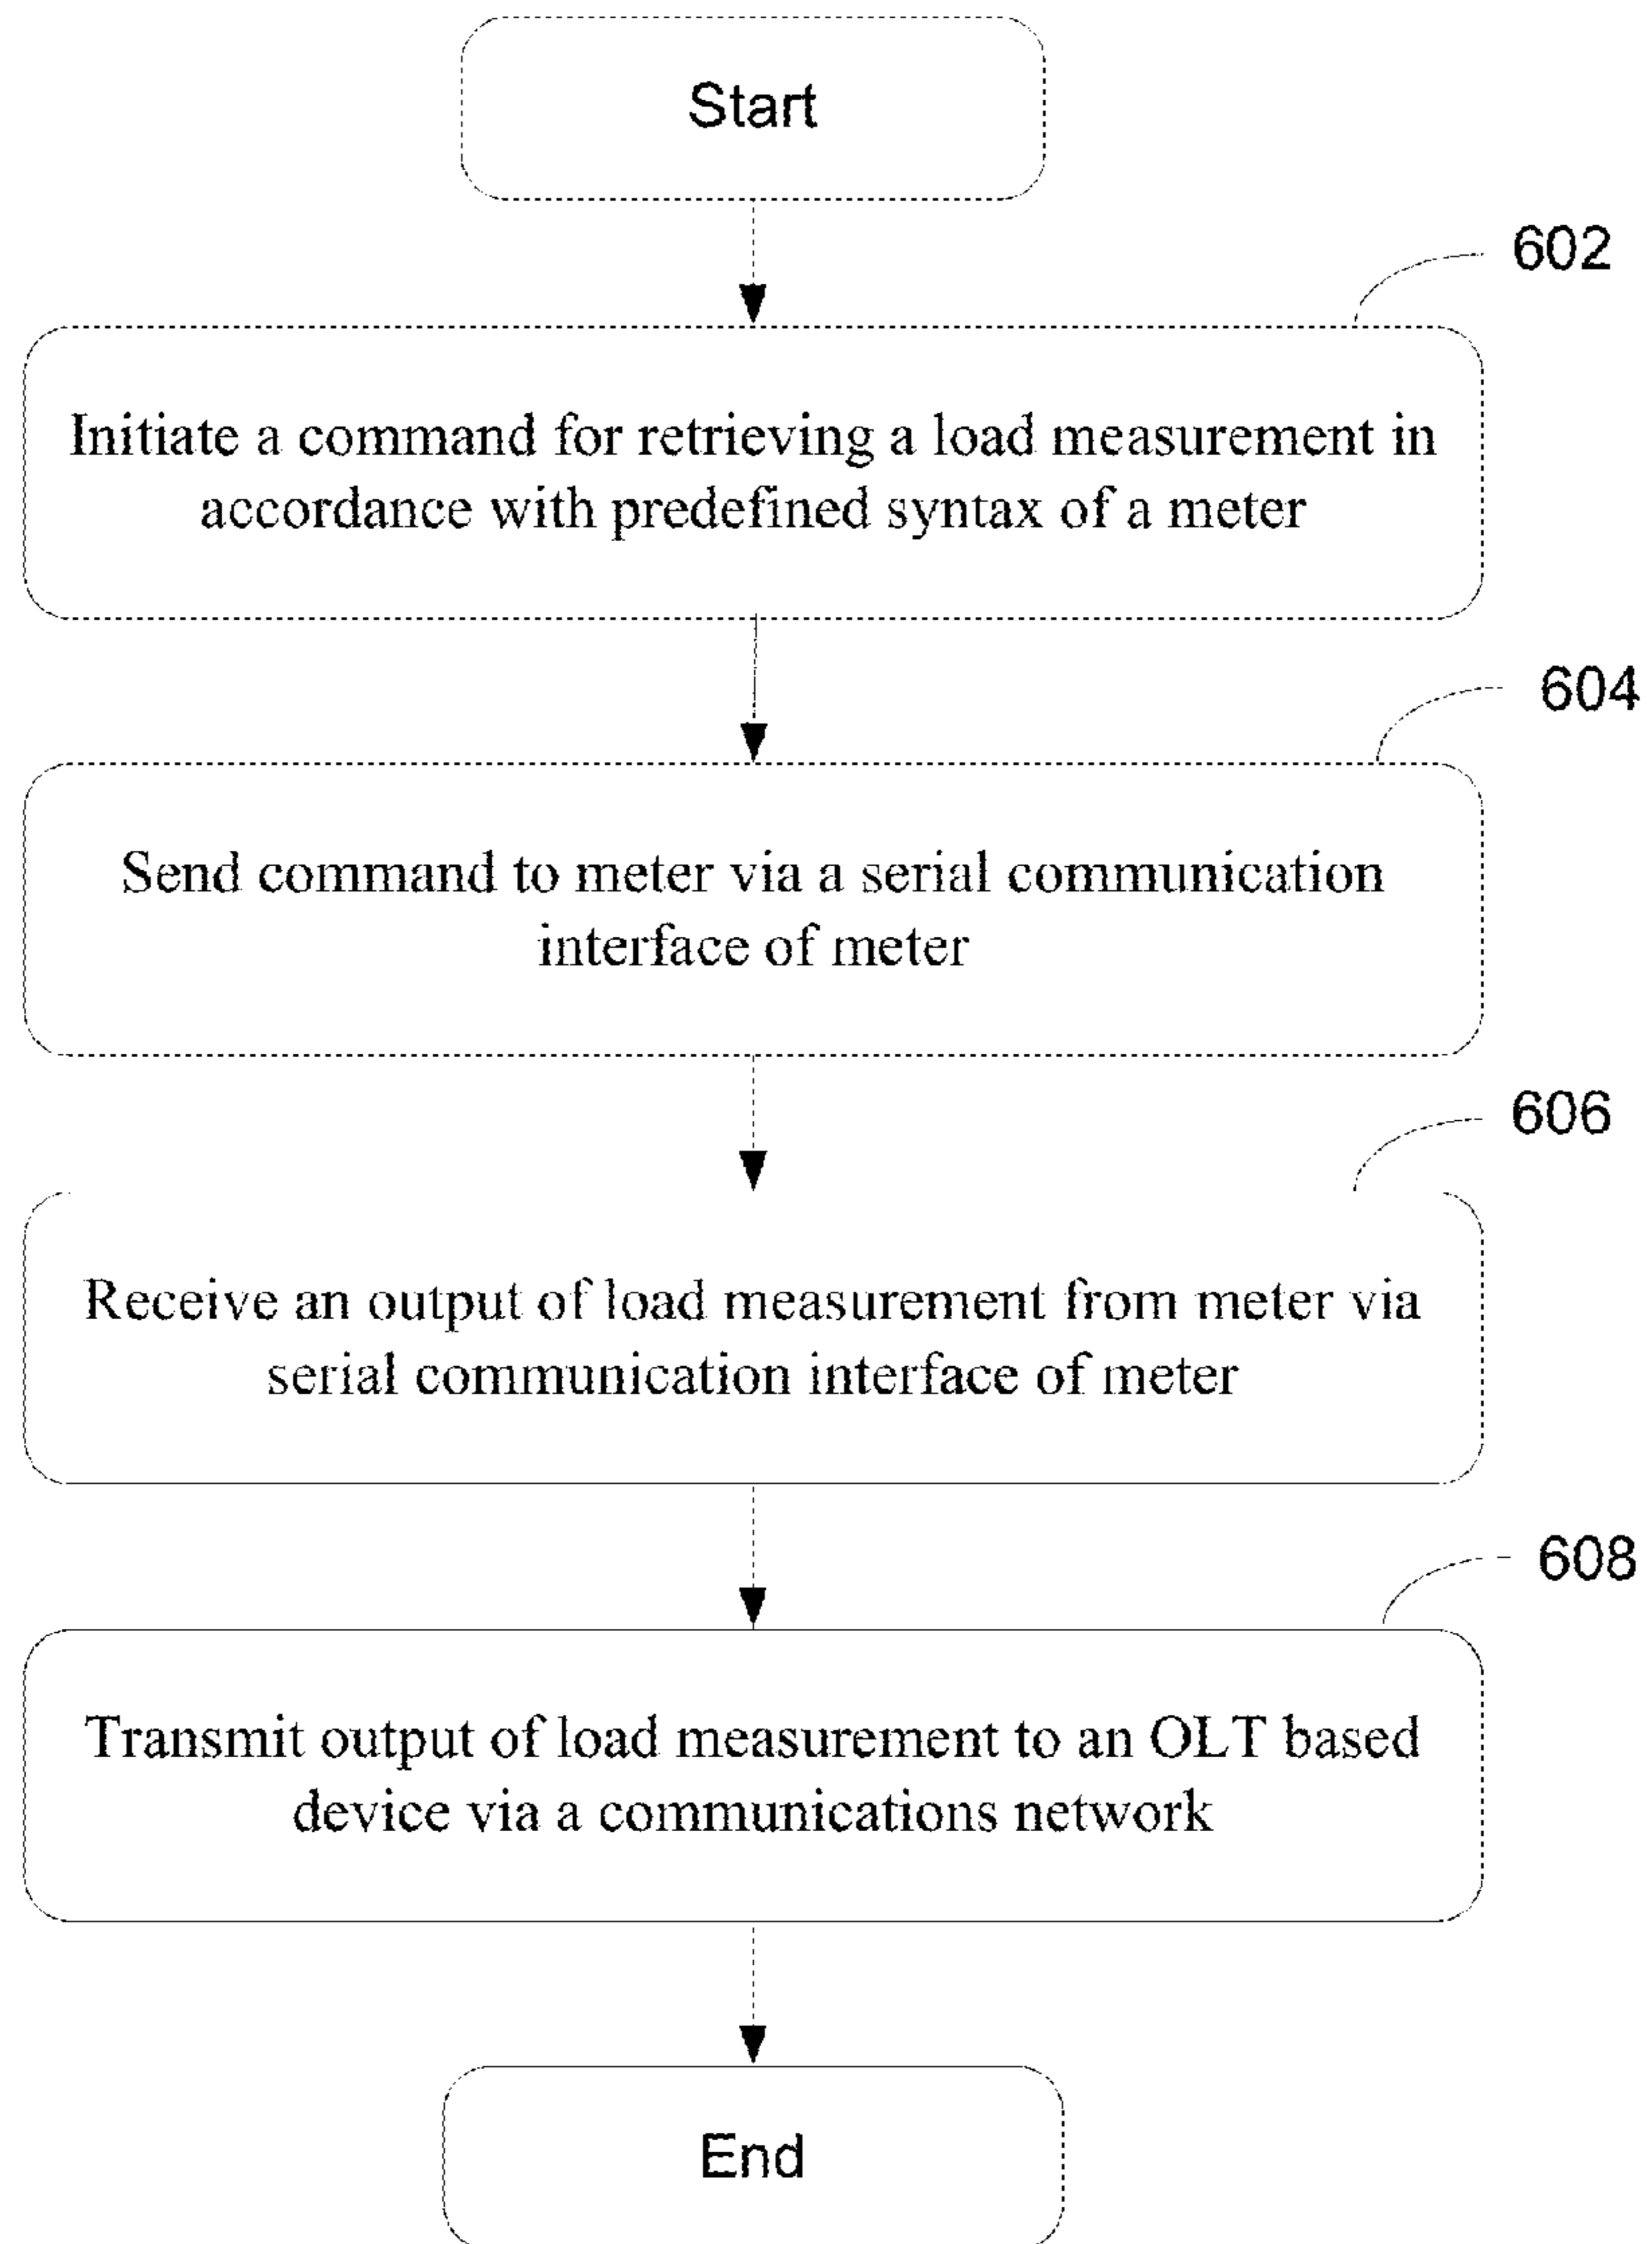 Start
602
Initiate a command for retrieving a load measurement in
accordance with predefined syntax of a meter
604
Send command to meter via a serial communication
interface of meter
606
Receive an output of load measurement from meter via
serial communication interface of meter
608
Transmit output of load measurement to an OLT based
device via a communications network
End